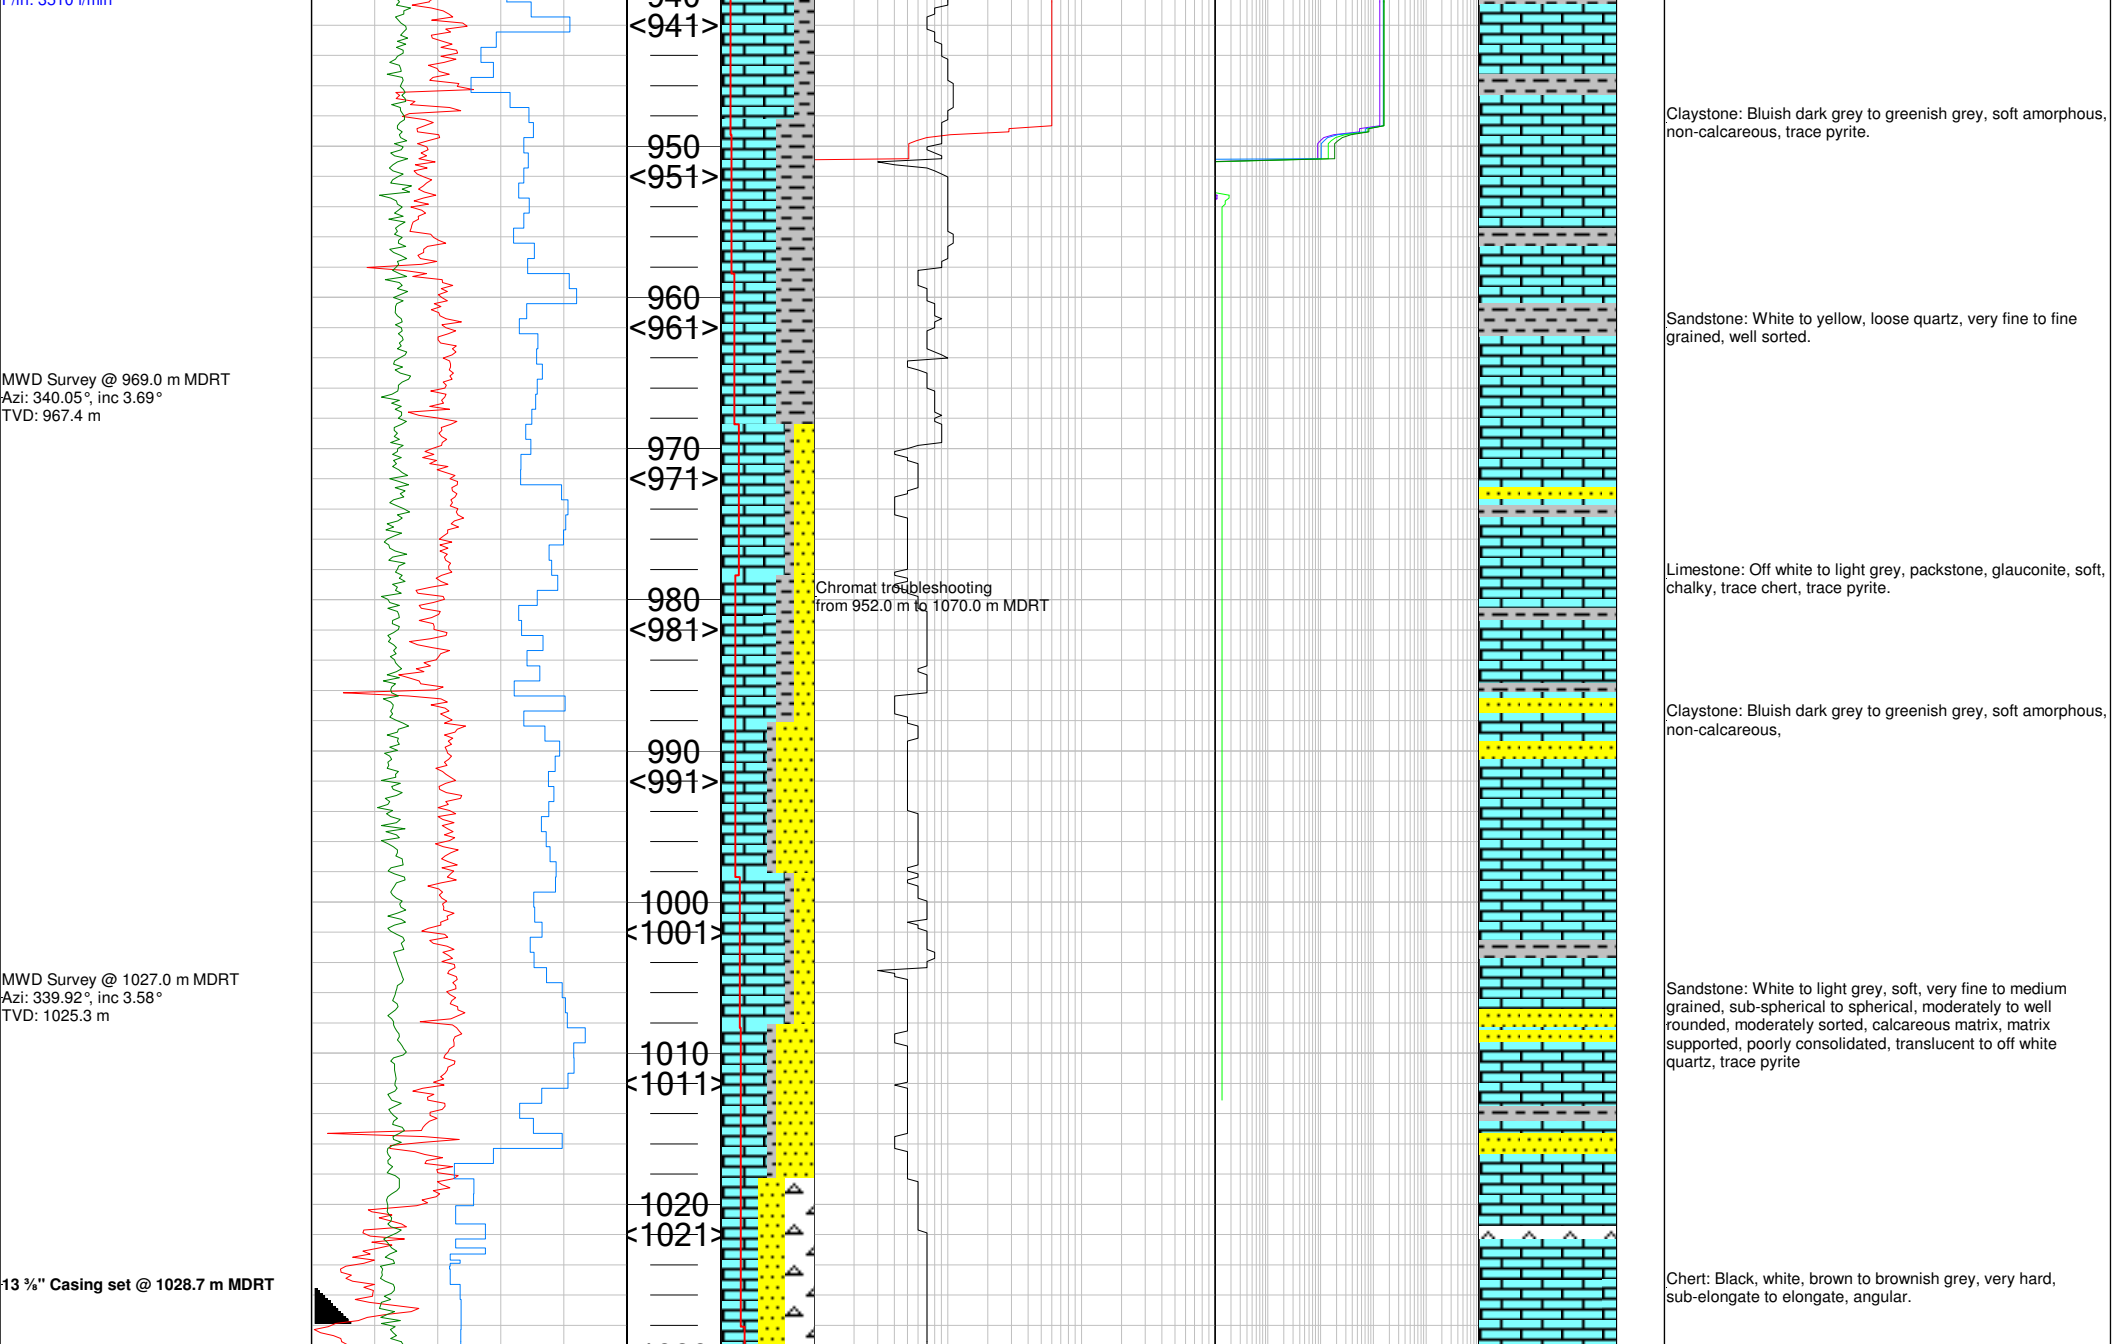 MWD Survey @ 969.0 m MDRT
Azi: 340.05°, inc 3.69°
TVD: 967.4 m
MWD Survey @ 1027.0 m MDRT
Azi: 339.92°, inc 3.58°
TVD: 1025.3 m
13 ⅜" Casing set @ 1028.7 m MDRT
940
<941>
950
<951>
960
<961>
970
<971>
980
<981>
990
<991>
1000
<1001>
1010
<1011>
1020
<1021>
Chromat troubleshooting
from 952.0 m to 1070.0 m MDRT
Claystone: Bluish dark grey to greenish grey, soft amorphous,
non-calcareous, trace pyrite.
Sandstone: White to yellow, loose quartz, very fine to fine
grained, well sorted.
Limestone: Off white to light grey, packstone, glauconite, soft,
chalky, trace chert, trace pyrite.
Claystone: Bluish dark grey to greenish grey, soft amorphous,
non-calcareous,
Sandstone: White to light grey, soft, very fine to medium
grained, sub-spherical to spherical, moderately to well
rounded, moderately sorted, calcareous matrix, matrix
supported, poorly consolidated, translucent to off white
quartz, trace pyrite
Chert: Black, white, brown to brownish grey, very hard,
sub-elongate to elongate, angular.